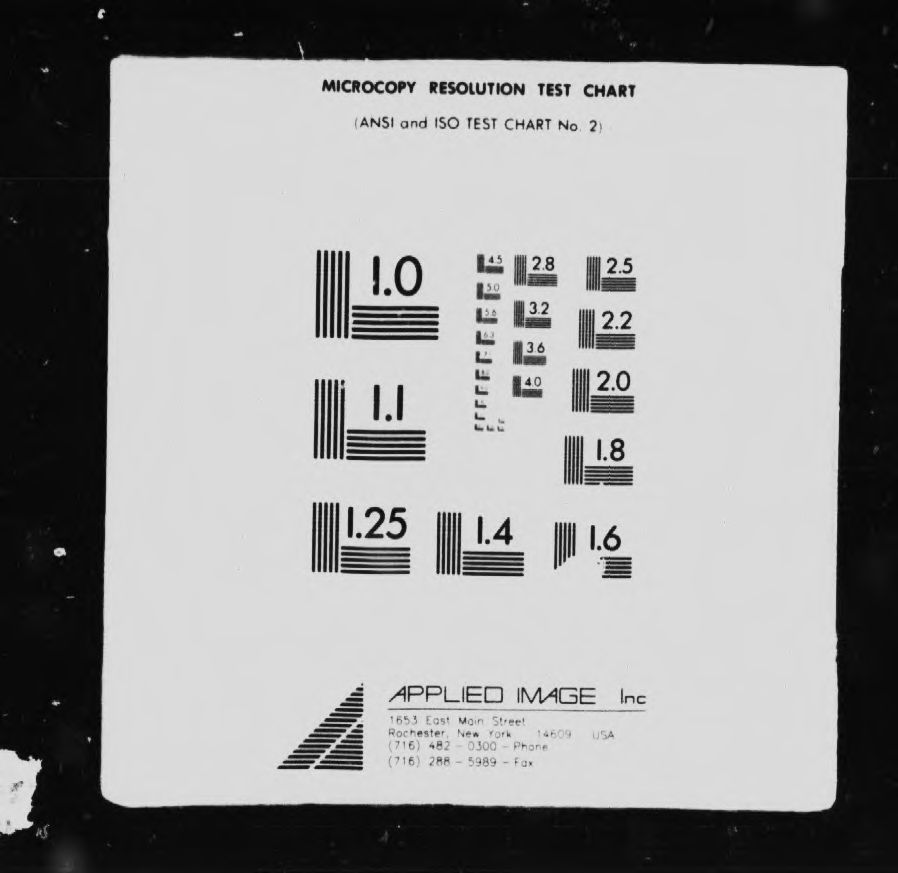 MICROCOPY RESOLUTION TEST CHART
(ANSI and ISO TEST CHART No. 2)
1.0
4.5
2.8
2.5
5.0
3.2
2.2
5.6
6.3
3.6
2.0
4.0
1.1
1.8
1.25
1.4
1.6
APPLIED IMAGE Inc
1653 East Main Street
Rochester, New York 14609 USA
(716) 482 - 0300 - Phone
(716) 288 - 5989 - Fax